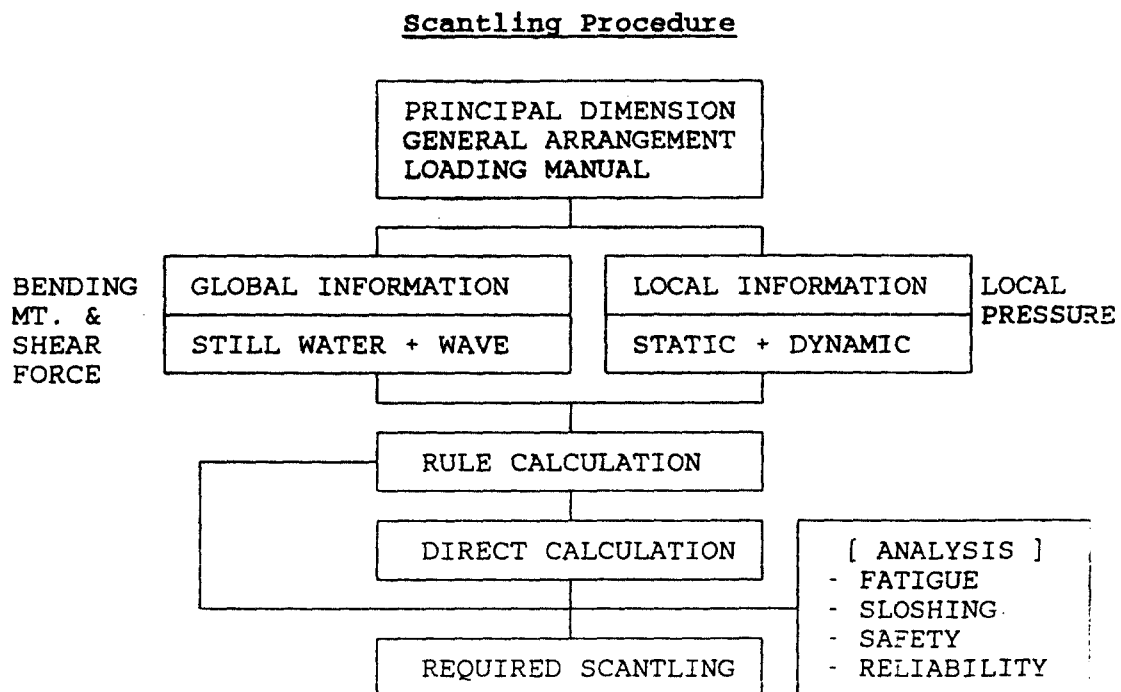 Scantling Procedure
PRINCIPAL DIMENSION
GENERAL ARRANGEMENT
LOADING MANUAL
BENDING
MT. &
SHEAR
FORCE
GLOBAL INFORMATION
STILL WATER + WAVE
LOCAL INFORMATION
STATIC + DYNAMIC
LOCAL
PRESSURE
RULE CALCULATION
DIRECT CALCULATION
[ ANALYSIS ]
- FATIGUE
- SLOSHING
- SAFETY
- RELIABILITY
REQUIRED SCANTLING